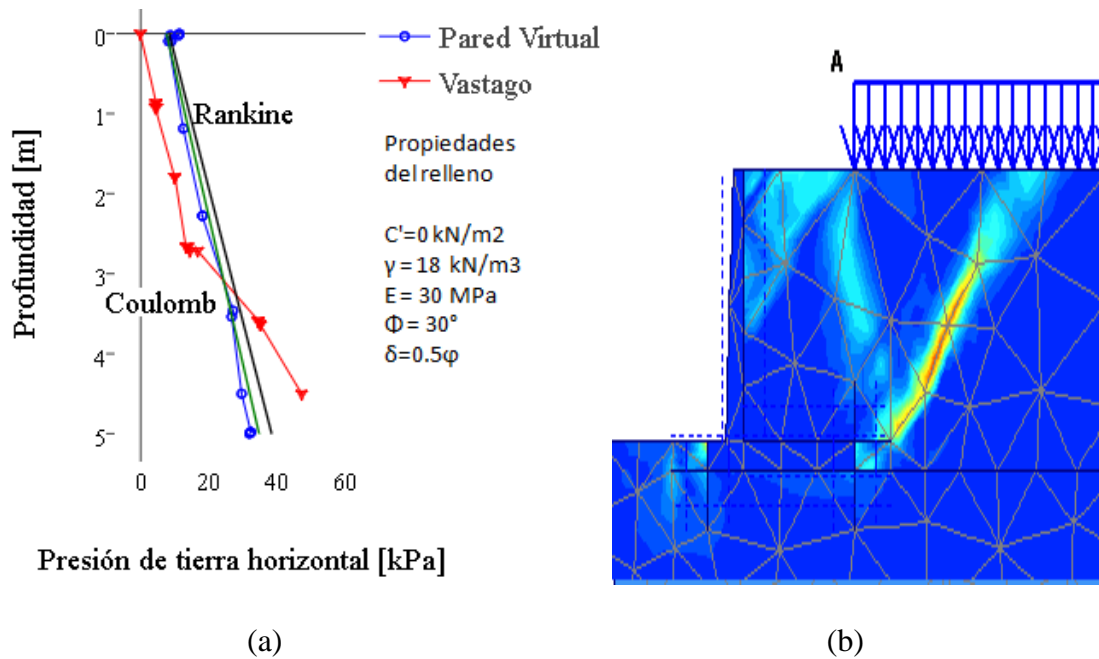 0
1
2
3
4
5
Profundidad [m]
Pared Virtual
Vastago
Rankine
Coulomb
Propiedades
del relleno
C'=0 kN/m2
γ = 18 kN/m3
E = 30 MPa
Φ = 30°
δ=0.5φ
0 20 40 60
Presión de tierra horizontal [kPa]
(a)
A
(b)